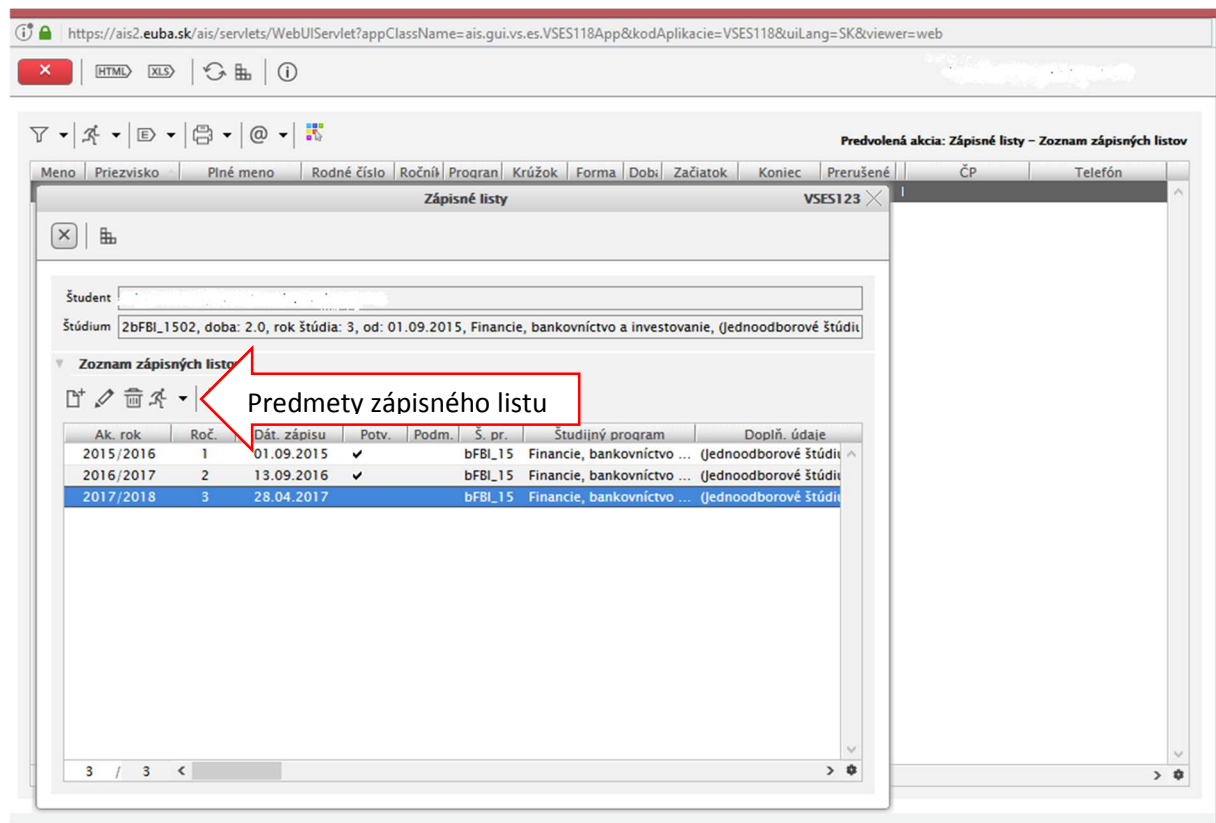 https://ais2.euba.sk/ais/servlets/WebUIServlet?appClassName=ais.gui.vs.es.VSES118App&kodAplikacie=VSES118&uiLang=SK&viewer=web
HTML XLS
Predvolená akcia: Zápisné listy – Zoznam zápisných listov
Meno Priezvisko Plné meno Rodné číslo Ročník Program Krúžok Forma Doba Začiatok Koniec Prerušené ČP Telefón
Zápisné listy VSES123
Študent
Štúdium 2bFBI_1502, doba: 2.0, rok štúdia: 3, od: 01.09.2015, Financie, bankovníctvo a investovanie, (Jednoodborové štúdiu
Zoznam zápisných listov
Predmety zápisného listu
Ak. rok Roč. Dát. zápisu Potv. Podm. Š. pr. Študijný program Doplň. údaje
2015/2016 1 01.09.2015 ✔ bFBI_15 Financie, bankovníctvo ... (Jednoodborové štúdiu
2016/2017 2 13.09.2016 ✔ bFBI_15 Financie, bankovníctvo ... (Jednoodborové štúdiu
2017/2018 3 28.04.2017 bFBI_15 Financie, bankovníctvo ... (Jednoodborové štúdiu
3 / 3